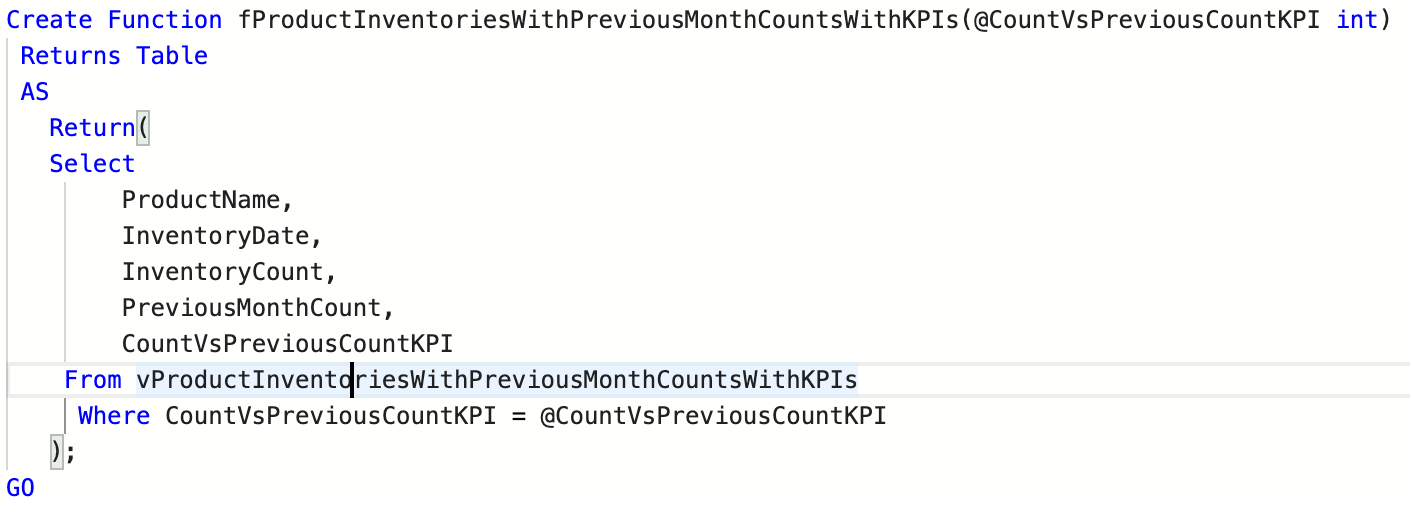 Create Function fProductInventoriesWithPreviousMonthCountsWithKPIs(@CountVsPreviousCountKPI int)
Returns Table
AS
Return(
Select
ProductName,
InventoryDate,
InventoryCount,
PreviousMonthCount,
CountVsPreviousCountKPI
From vProductInventoriesWithPreviousMonthCountsWithKPIs
Where CountVsPreviousCountKPI = @CountVsPreviousCountKPI
);
GO